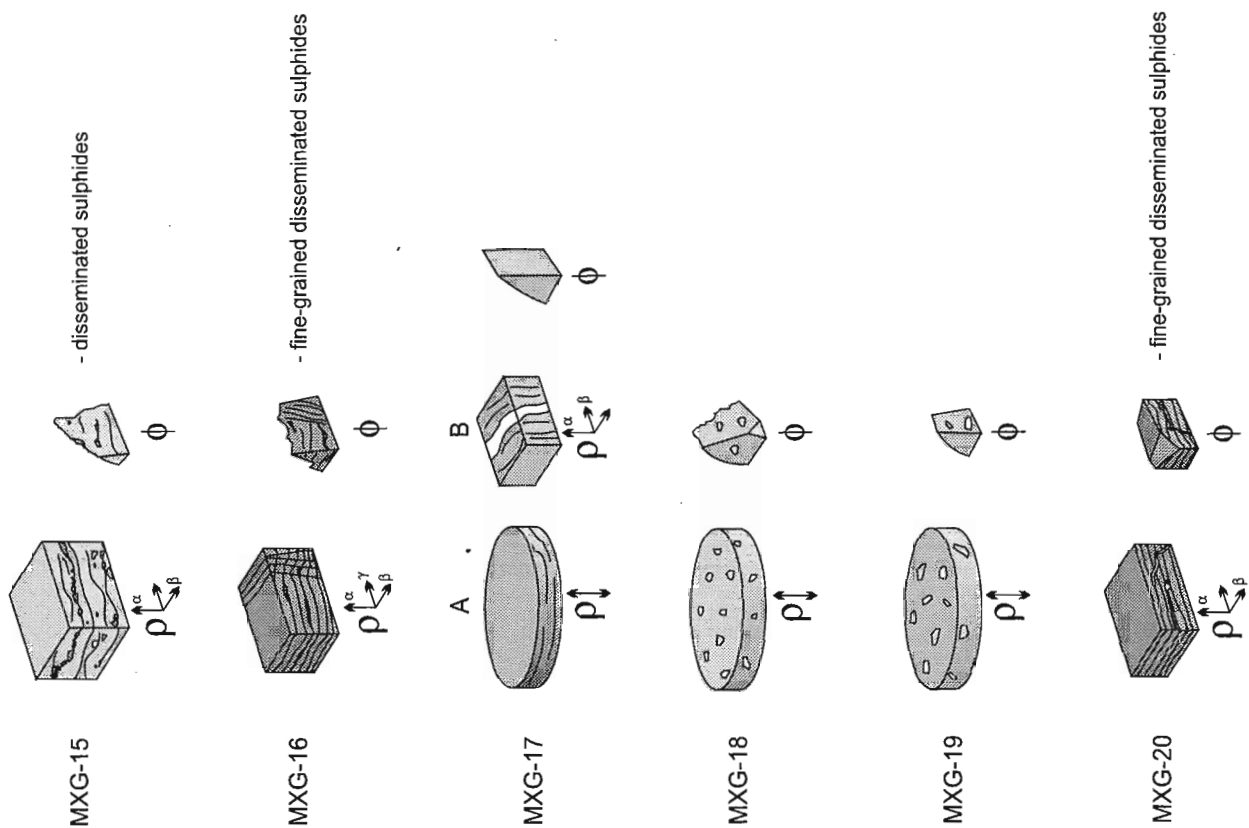 MXG-15
ρ α β
ϕ
- disseminated sulphides
MXG-16
ρ α γ β
ϕ
- fine-grained disseminated sulphides
A
B
MXG-17
ρ
ρ α β
ϕ
MXG-18
ρ
ϕ
MXG-19
ρ
ϕ
MXG-20
ρ α β
ϕ
- fine-grained disseminated sulphides